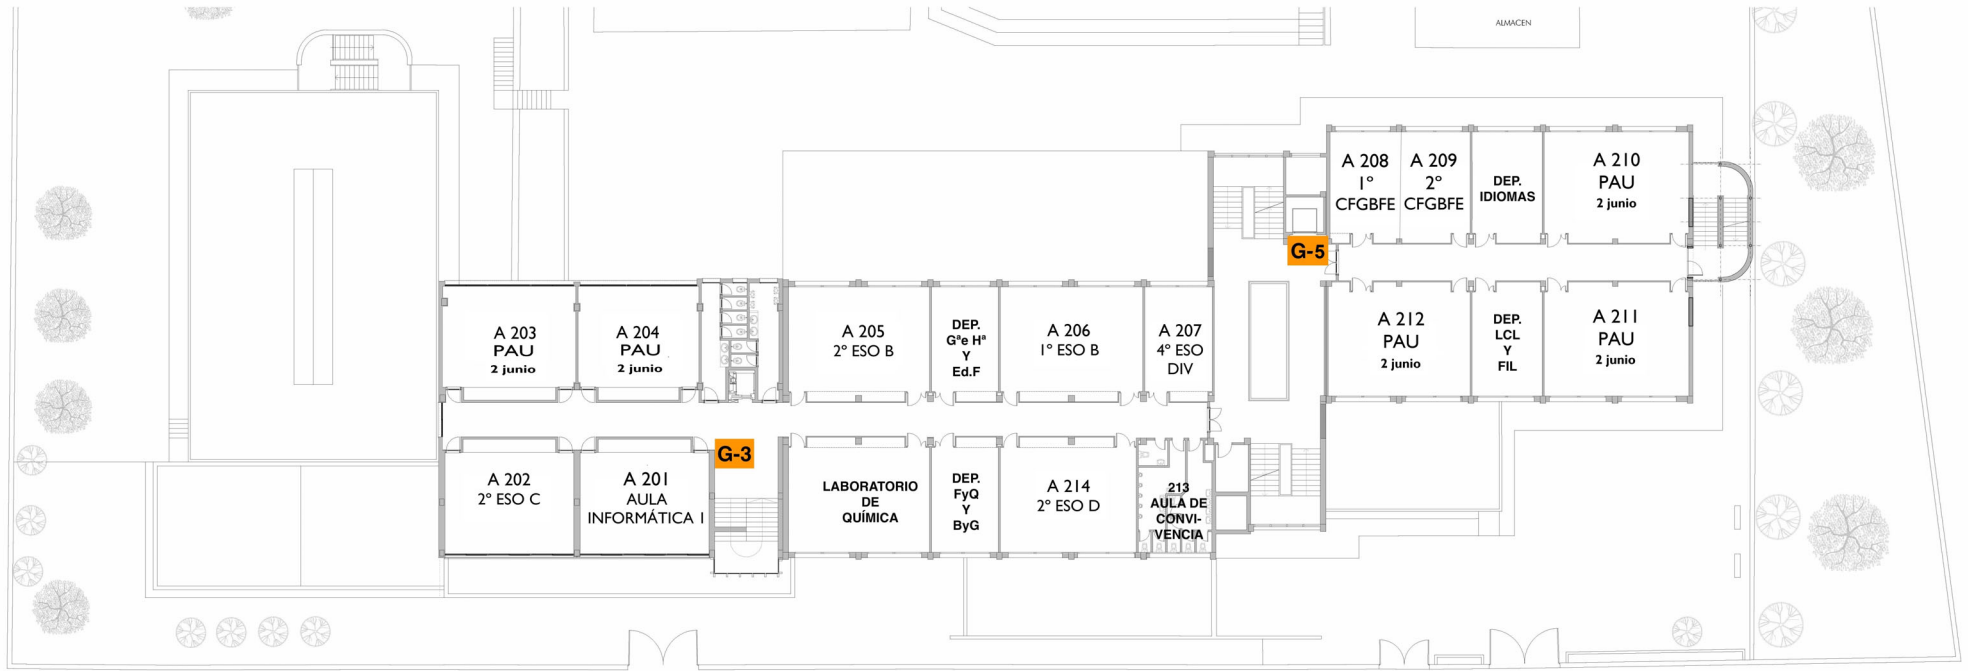 ALMACEN
A 208
1º
CFGBFE
A 209
2º
CFGBFE
DEP.
IDIOMAS
A 210
PAU
2 junio
G-5
A 203
PAU
2 junio
A 204
PAU
2 junio
A 205
2º ESO B
DEP.
Gªe Hª
Y
Ed.F
A 206
1º ESO B
A 207
4º ESO
DIV
A 212
PAU
2 junio
DEP.
LCL
Y
FIL
A 211
PAU
2 junio
G-3
A 202
2º ESO C
A 201
AULA
INFORMÁTICA I
LABORATORIO
DE
QUÍMICA
DEP.
FyQ
Y
ByG
A 214
2º ESO D
213
AULA DE
CONVI-
VENCIA